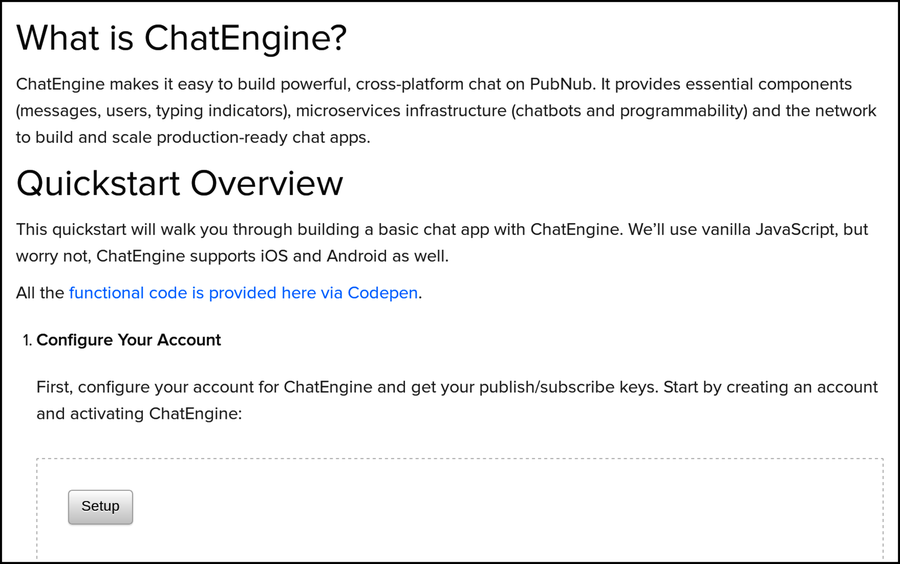 What is ChatEngine?
ChatEngine makes it easy to build powerful, cross-platform chat on PubNub. It provides essential components
(messages, users, typing indicators), microservices infrastructure (chatbots and programmability) and the network
to build and scale production-ready chat apps.
Quickstart Overview
This quickstart will walk you through building a basic chat app with ChatEngine. We’ll use vanilla JavaScript, but
worry not, ChatEngine supports iOS and Android as well.
All the functional code is provided here via Codepen.
1. Configure Your Account
First, configure your account for ChatEngine and get your publish/subscribe keys. Start by creating an account
and activating ChatEngine:
Setup